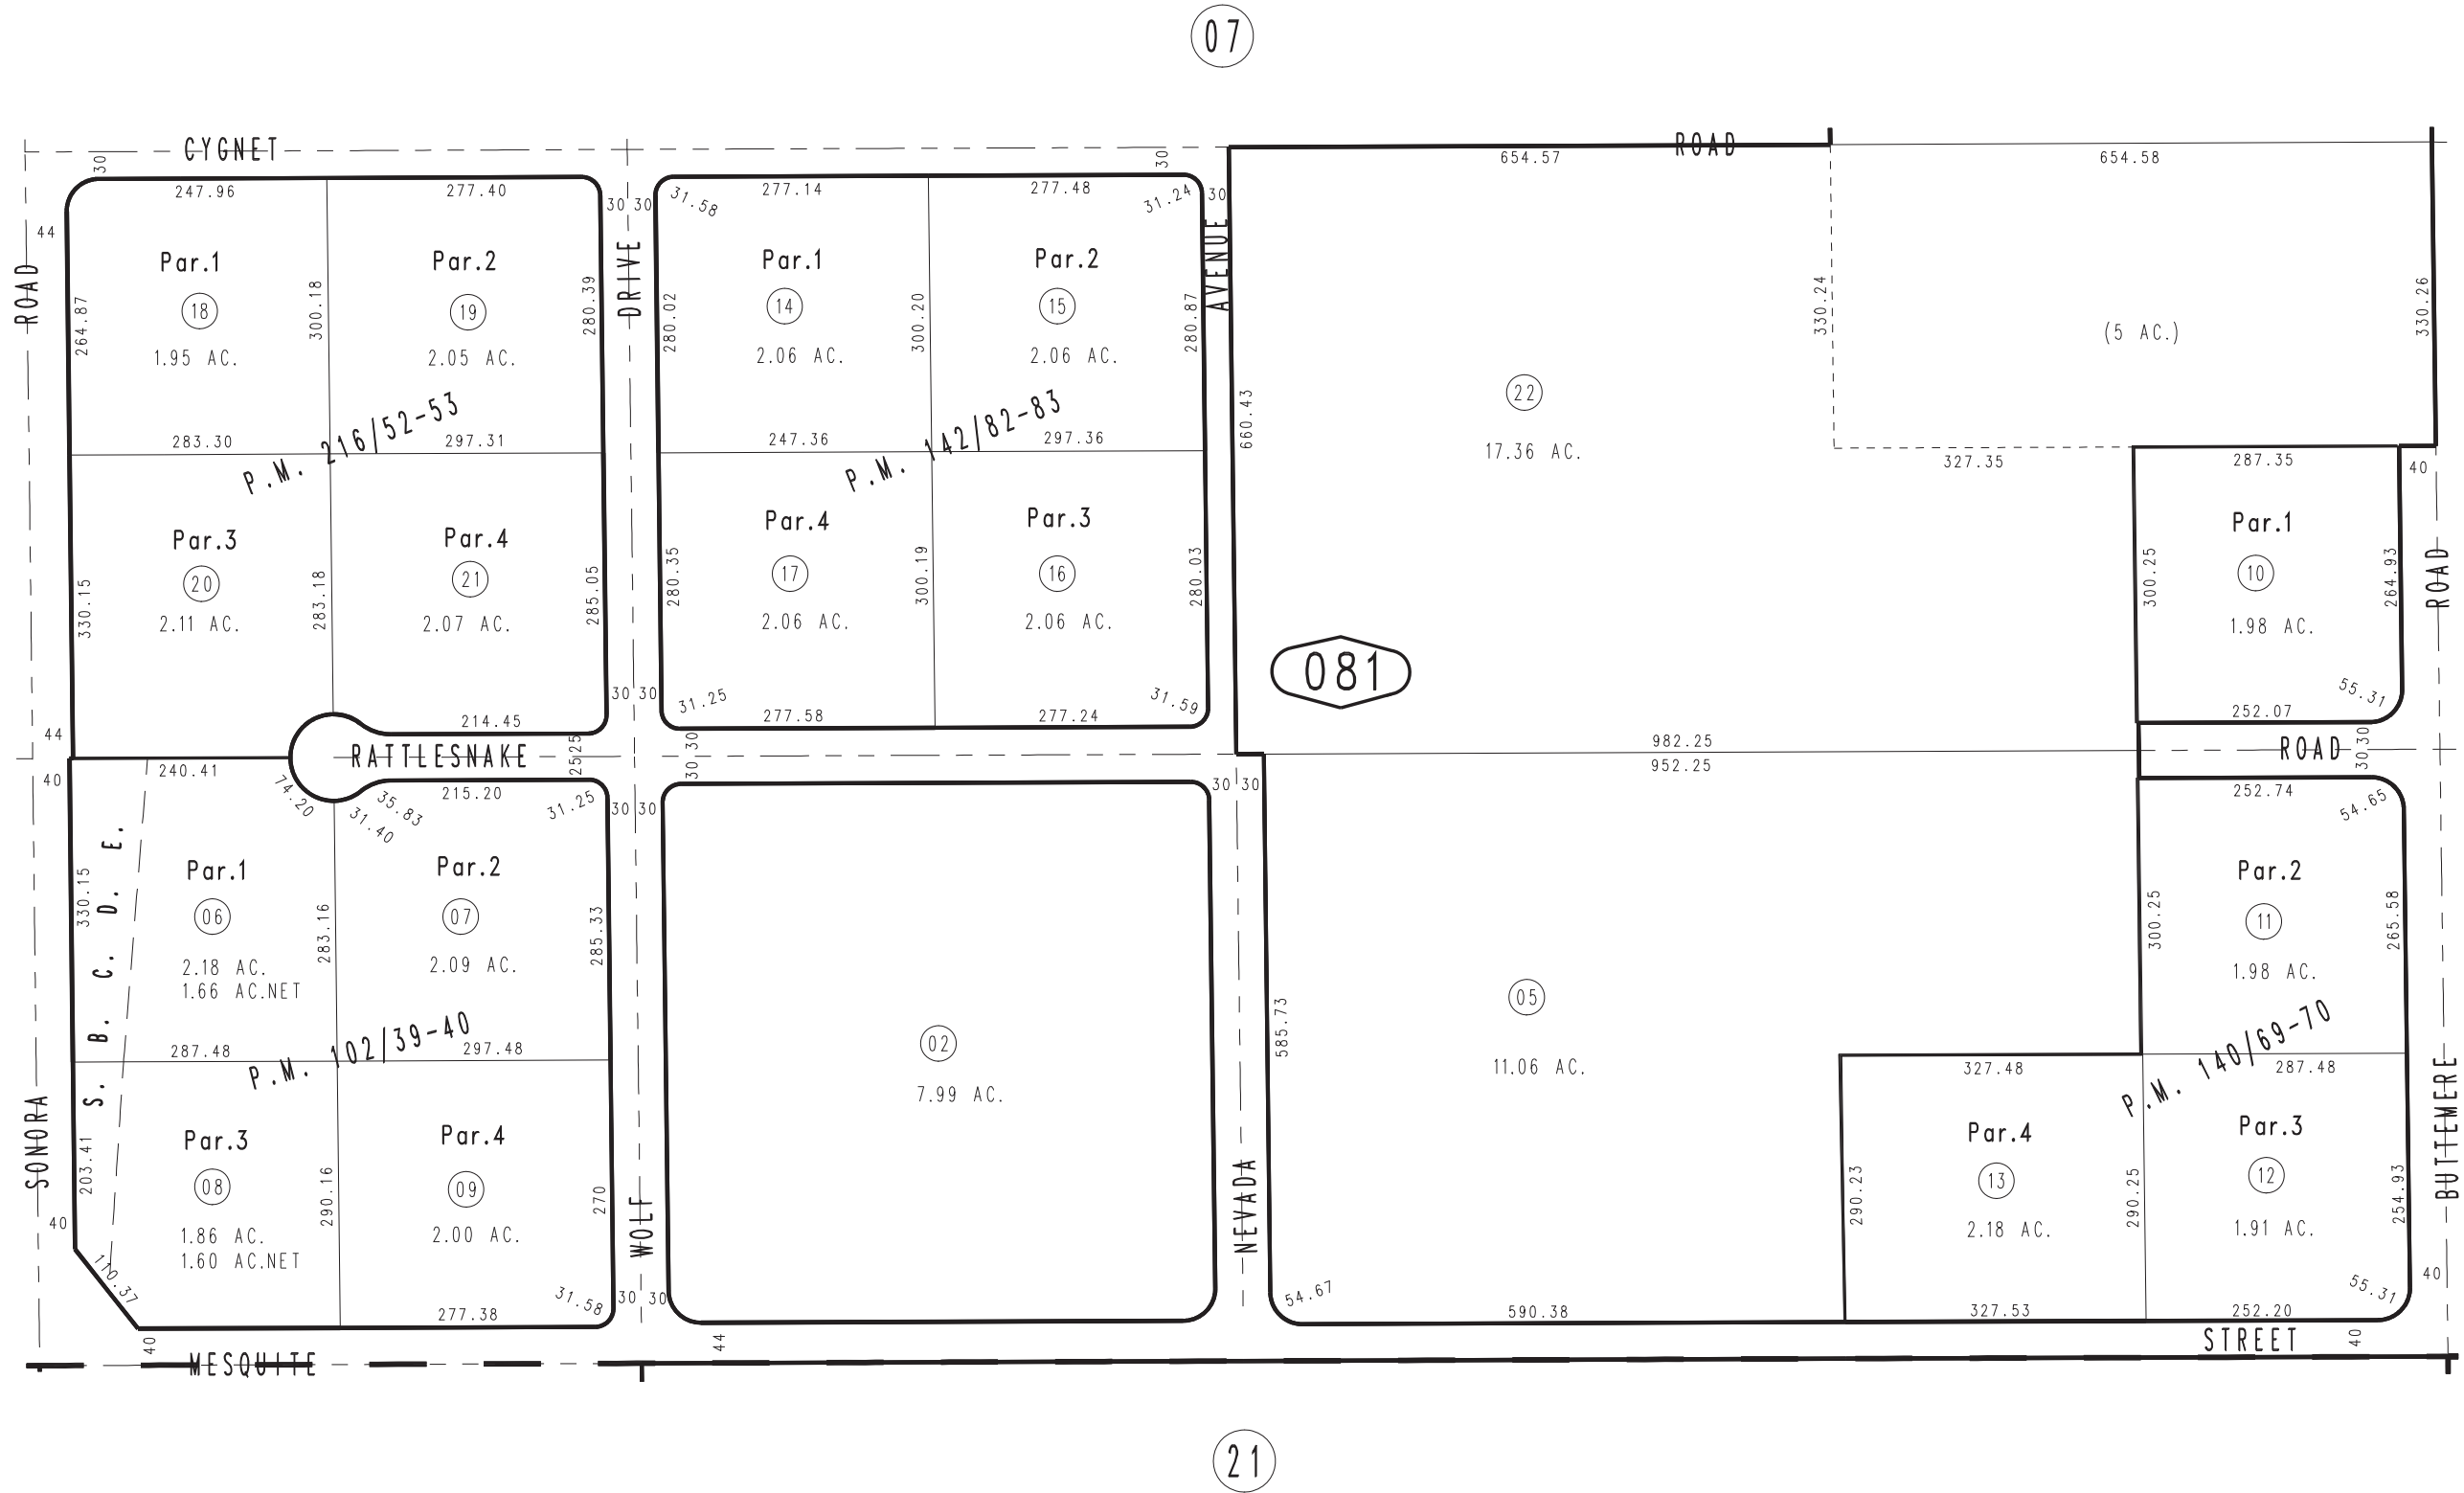 07
CYGNET
ROAD
30
30
654.57
654.58
247.96
277.40
30 30
31.58
277.14
277.48
31.24
30
44
ROAD
DRIVE
AVENUE
Par.1
Par.2
Par.1
Par.2
18
19
14
15
264.87
300.18
280.39
280.02
300.20
280.87
330.24
330.26
1.95 AC.
2.05 AC.
2.06 AC.
2.06 AC.
(5 AC.)
22
17.36 AC.
660.43
P.M. 216/52-53
P.M. 142/82-83
283.30
297.31
247.36
297.36
327.35
287.35
40
Par.3
Par.4
Par.4
Par.3
Par.1
20
21
17
16
10
330.15
283.18
285.05
280.35
300.19
280.03
300.25
264.93
ROAD
2.11 AC.
2.07 AC.
2.06 AC.
2.06 AC.
1.98 AC.
081
30 30
31.25
31.59
55.31
214.45
277.58
277.24
252.07
44
RATTLESNAKE
ROAD
25 25
30 30
982.25
952.25
30 30
40
240.41
74.20
31.40
35.83
215.20
31.25
30 30
30 30
252.74
54.65
Par.1
Par.2
Par.2
06
07
11
330.15
283.16
285.33
300.25
265.58
2.18 AC.
1.66 AC.NET
2.09 AC.
1.98 AC.
S. B. C. D. E.
05
11.06 AC.
585.73
02
7.99 AC.
P.M. 102/39-40
P.M. 140/69-70
287.48
297.48
327.48
287.48
SONORA
WOLF
NEVADA
BUTTEMERE
Par.3
Par.4
Par.4
Par.3
08
09
13
12
203.41
290.16
270
290.23
290.25
254.93
1.86 AC.
1.60 AC.NET
2.00 AC.
2.18 AC.
1.91 AC.
40
40
110.37
277.38
31.58
30 30
54.67
590.38
327.53
252.20
55.31
40
44
40
MESQUITE
STREET
21